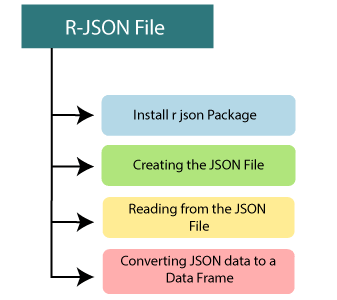 R-JSON File
Install r json Package
Creating the JSON File
Reading from the JSON
File
Converting JSON data to a
Data Frame